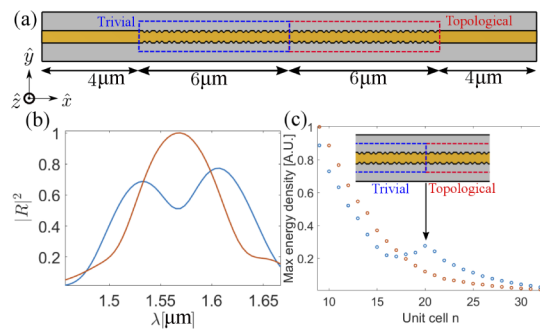 (a)
Trivial
Topological
ŷ
ẑ
x̂
4μm
6μm
6μm
4μm
(b)
1
0.8
0.6
0.4
0.2
|R|²
1.5
1.55
1.6
1.65
λ[μm]
(c)
Max energy density [A.U.]
1
0.8
0.6
0.4
0.2
Trivial
Topological
10
15
20
25
30
Unit cell n